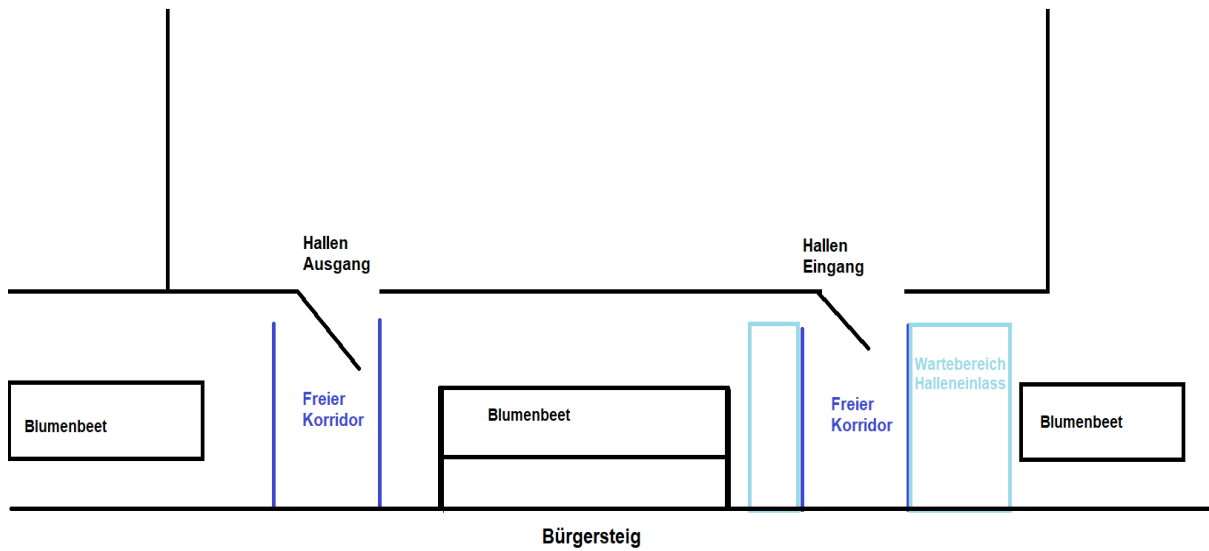 Hallen
Ausgang
Hallen
Eingang
Wartebereich
Halleneinlass
Freier
Korridor
Blumenbeet
Blumenbeet
Freier
Korridor
Blumenbeet
Bürgersteig